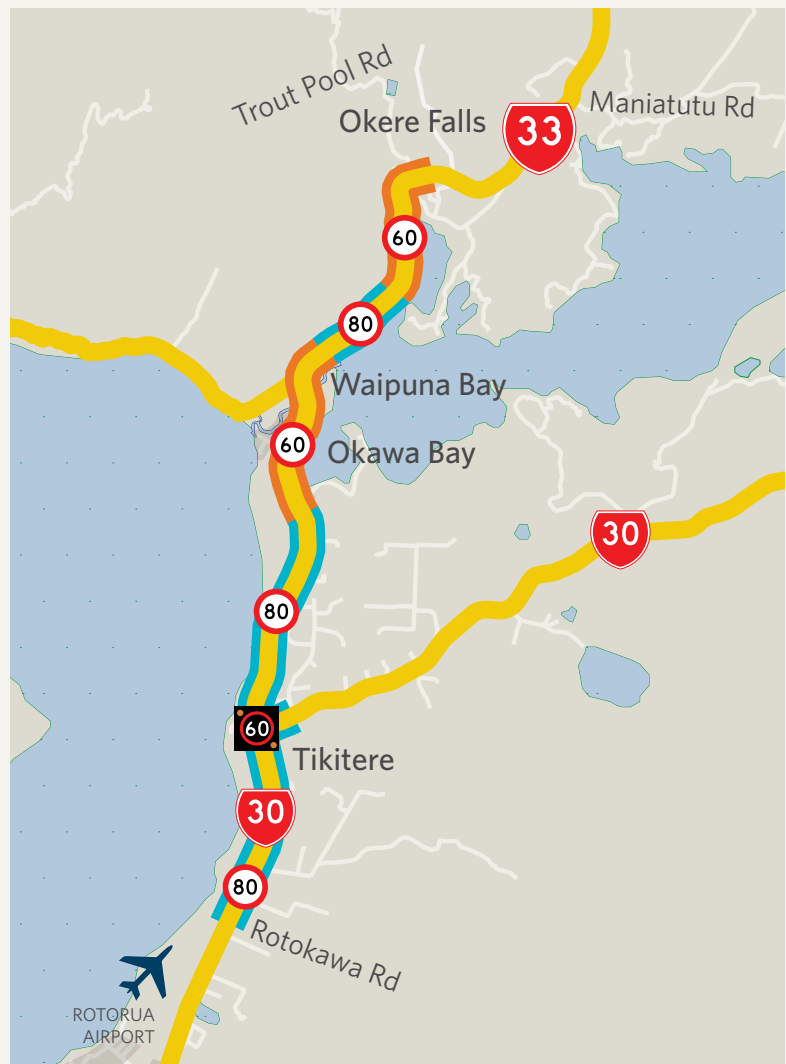 Trout Pool Rd
Maniatutu Rd
Okere Falls
33
60
80
Waipuna Bay
60
Okawa Bay
30
80
60
Tikitere
30
80
Rotokawa Rd
ROTORUA
AIRPORT